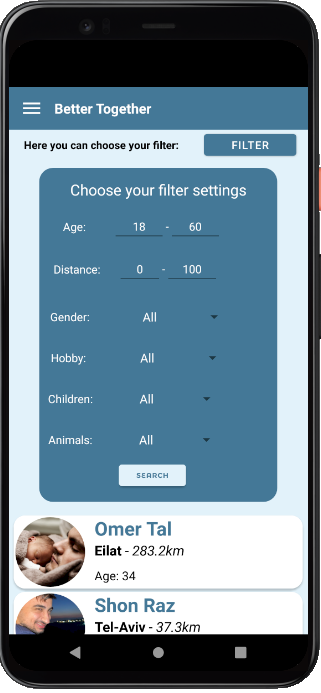 Better Together
Here you can choose your filter:
FILTER
Choose your filter settings
Age: 18 - 60
Distance: 0 - 100
Gender: All
Hobby: All
Children: All
Animals: All
SEARCH
Omer Tal
Eilat - 283.2km
Age: 34
Shon Raz
Tel-Aviv - 37.3km